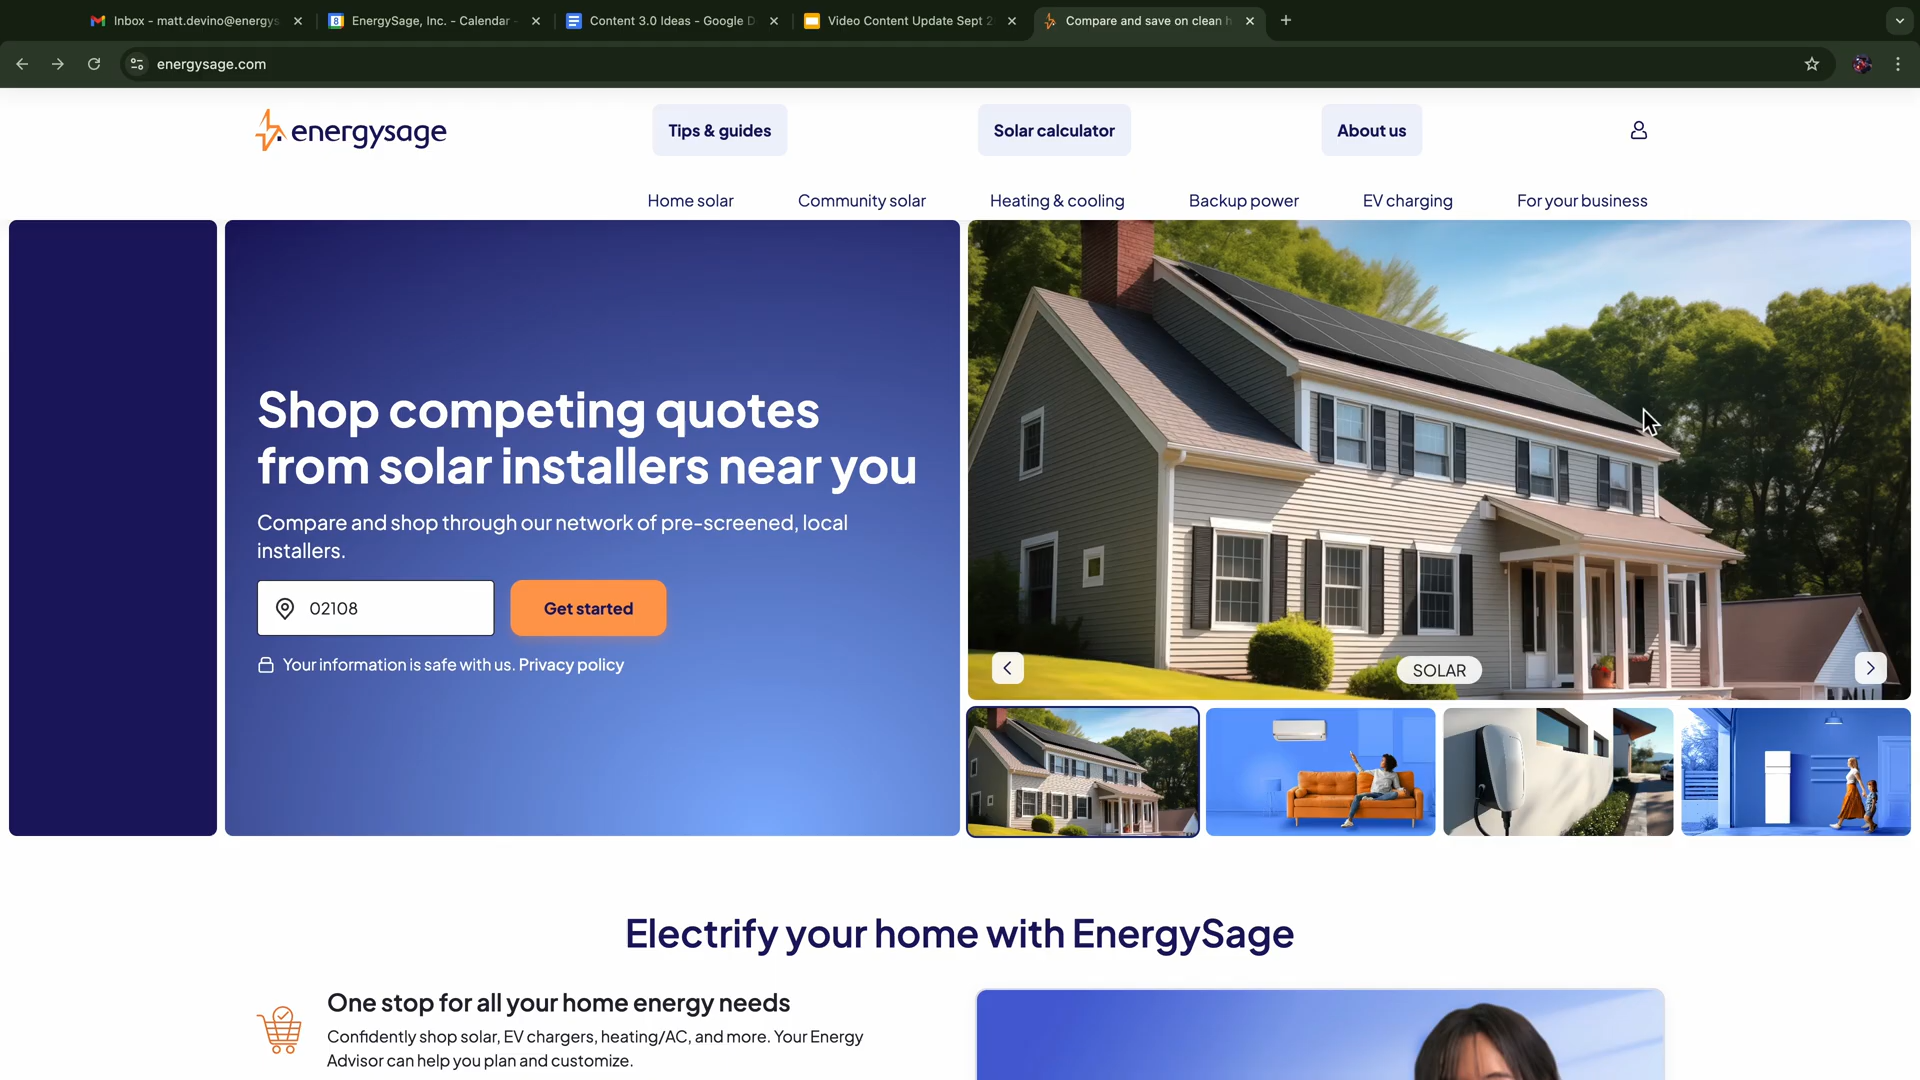 Inbox - matt.devino@energys
EnergySage, Inc. - Calendar -
Content 3.0 Ideas - Google D
Video Content Update Sept 2
Compare and save on clean h
energysage.com
energysage
Tips & guides
Solar calculator
About us
Home solar
Community solar
Heating & cooling
Backup power
EV charging
For your business
Shop competing quotes
from solar installers near you
Compare and shop through our network of pre-screened, local
installers.
02108
Get started
Your information is safe with us. Privacy policy
SOLAR
Electrify your home with EnergySage
One stop for all your home energy needs
Confidently shop solar, EV chargers, heating/AC, and more. Your Energy
Advisor can help you plan and customize.